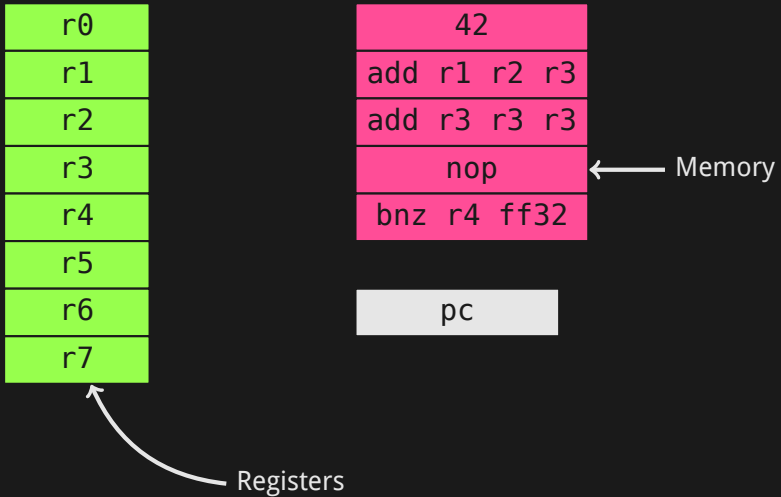 r0
r1
r2
r3
r4
r5
r6
r7
Registers
42
add r1 r2 r3
add r3 r3 r3
nop
bnz r4 ff32
Memory
pc